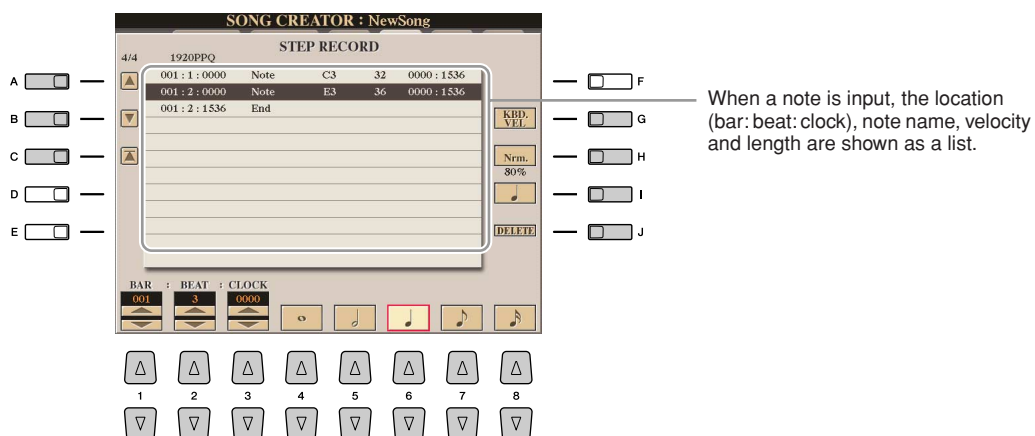 SONG CREATOR : NewSong
STEP RECORD
4/4 1920PPQ
001 : 1 : 0000 Note C3 32 0000 : 1536
001 : 2 : 0000 Note E3 36 0000 : 1536
001 : 2 : 1536 End
A
B
C
D
E
F
G
H
I
J
KBD.
VEL
Nrm.
80%
DELETE
When a note is input, the location
(bar: beat: clock), note name, velocity
and length are shown as a list.
BAR : BEAT : CLOCK
001 3 0000
1 2 3 4 5 6 7 8